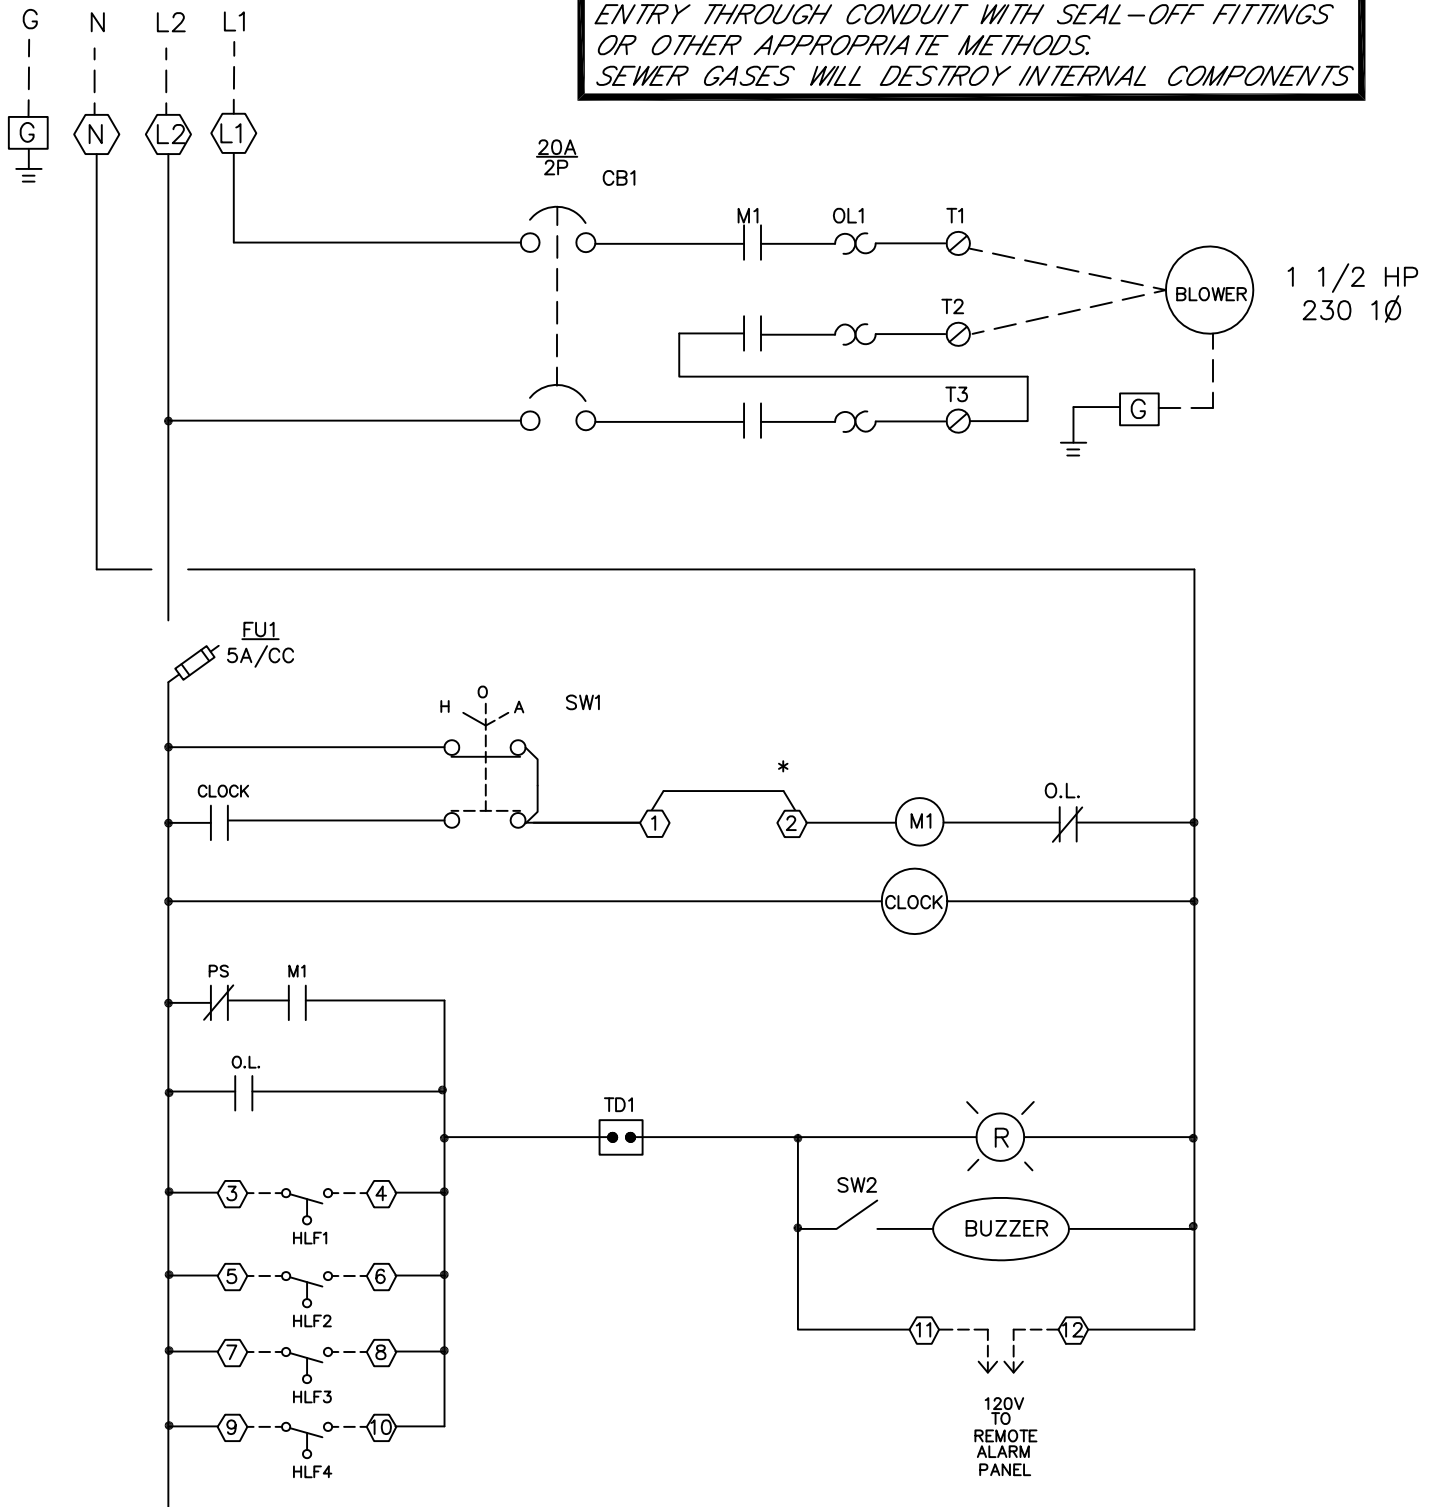 ENTRY THROUGH CONDUIT WITH SEAL-OFF FITTINGS
OR OTHER APPROPRIATE METHODS.
SEWER GASES WILL DESTROY INTERNAL COMPONENTS
G N L2 L1
G N L2 L1
20A
2P
CB1
M1 OL1 T1
BLOWER
1 1/2 HP
230 1Ø
T2
T3
G
FU1
5A/CC
H O A
SW1
*
CLOCK
1 2 M1 O.L.
CLOCK
PS M1
O.L.
TD1
R
3 4
HLF1
SW2
BUZZER
5 6
HLF2
7 8
HLF3
9 10
HLF4
11 12
120V
TO
REMOTE
ALARM
PANEL